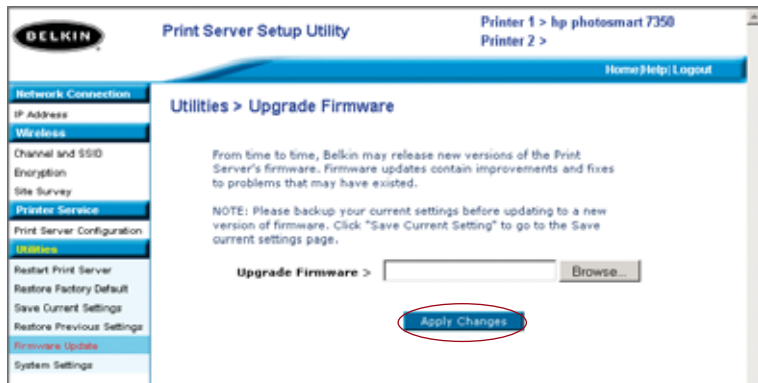 BELKIN
Print Server Setup Utility
Printer 1 > hp photosmart 7350
Printer 2 >
Home|Help| Logout
Network Connection
IP Address
Wireless
Channel and SSID
Encryption
Site Survey
Printer Service
Print Server Configuration
Utilities
Restart Print Server
Restore Factory Default
Save Current Settings
Restore Previous Settings
Firmware Update
System Settings
Utilities > Upgrade Firmware
From time to time, Belkin may release new versions of the Print
Server's firmware. Firmware updates contain improvements and fixes
to problems that may have existed.
NOTE: Please backup your current settings before updating to a new
version of firmware. Click "Save Current Setting" to go to the Save
current settings page.
Upgrade Firmware > Browse...
Apply Changes